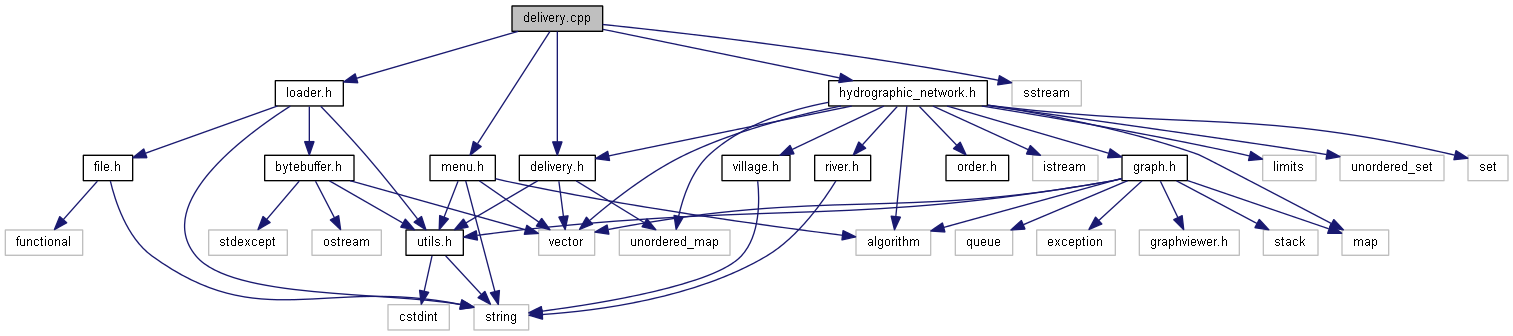 delivery.cpp
loader.h
hydrographic_network.h
sstream
file.h
bytebuffer.h
menu.h
delivery.h
village.h
river.h
order.h
istream
graph.h
limits
unordered_set
set
functional
stdexcept
ostream
utils.h
vector
unordered_map
algorithm
queue
exception
graphviewer.h
stack
map
cstdint
string